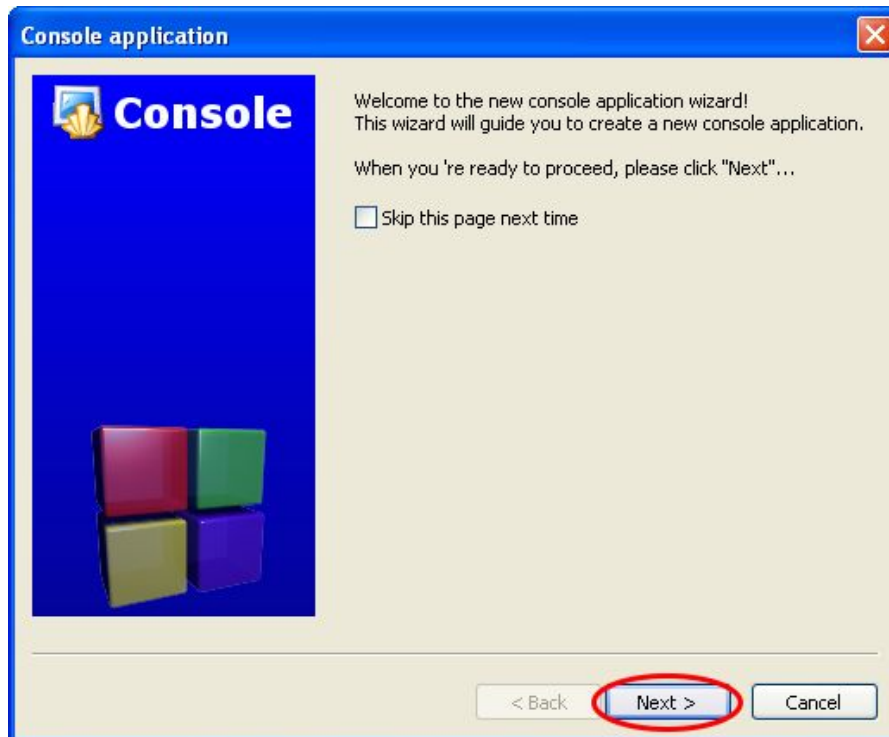 Console application
Console
Welcome to the new console application wizard!
This wizard will guide you to create a new console application.
When you 're ready to proceed, please click "Next"...
Skip this page next time
< Back
Next >
Cancel